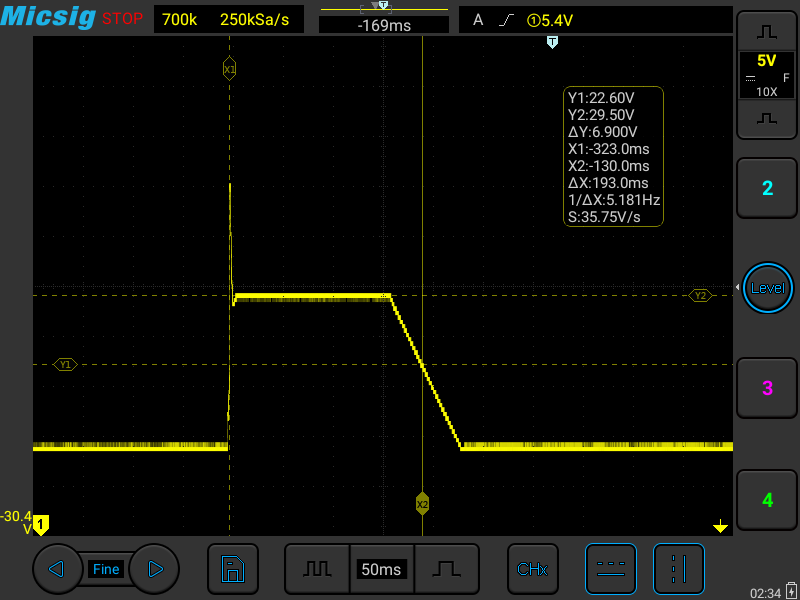 Micsig STOP 700k 250kSa/s -169ms A ①5.4V
T
T
X1
5V
F
10X
Y1:22.60V
Y2:29.50V
ΔY:6.900V
X1:-323.0ms
X2:-130.0ms
ΔX:193.0ms
1/ΔX:5.181Hz
S:35.75V/s
2
Level
Y2
Y1
3
X2
4
-30.4
V
1
Fine
50ms
CHx
02:34